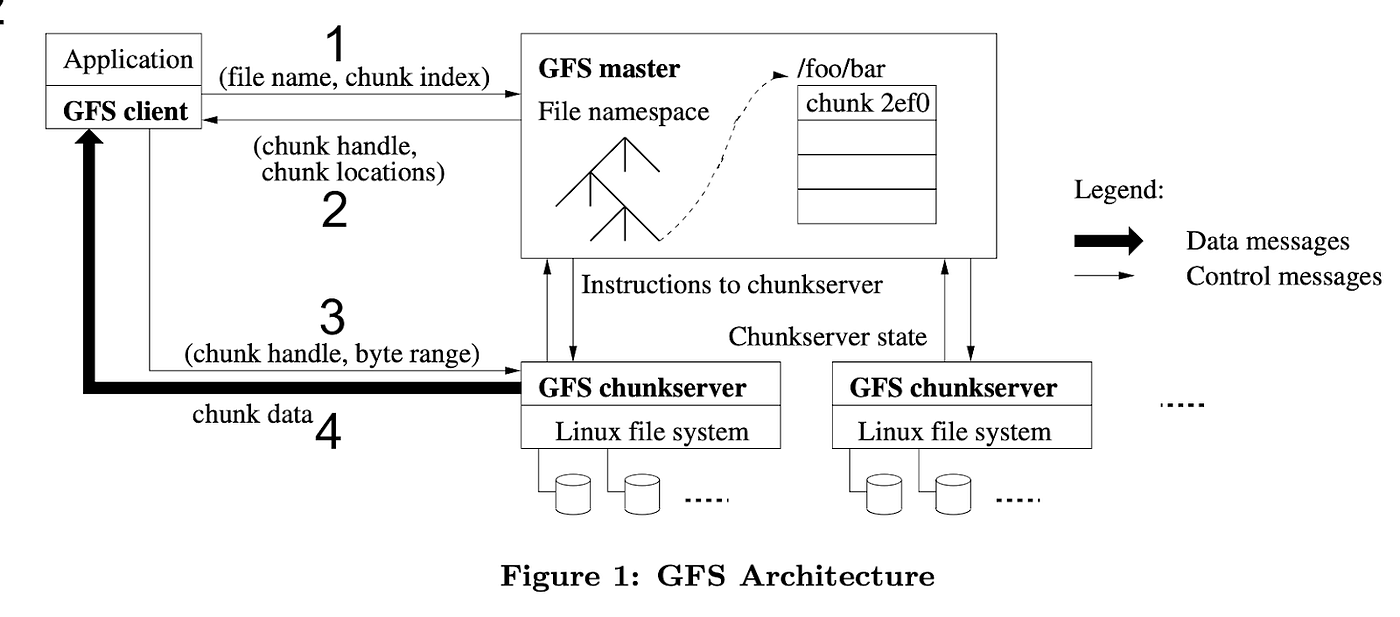 Application
GFS client
1
(file name, chunk index)
(chunk handle,
chunk locations)
2
GFS master
File namespace
/foo/bar
chunk 2ef0
Legend:
Data messages
Control messages
Instructions to chunkserver
Chunkserver state
3
(chunk handle, byte range)
chunk data
4
GFS chunkserver
Linux file system
GFS chunkserver
Linux file system
Figure 1: GFS Architecture